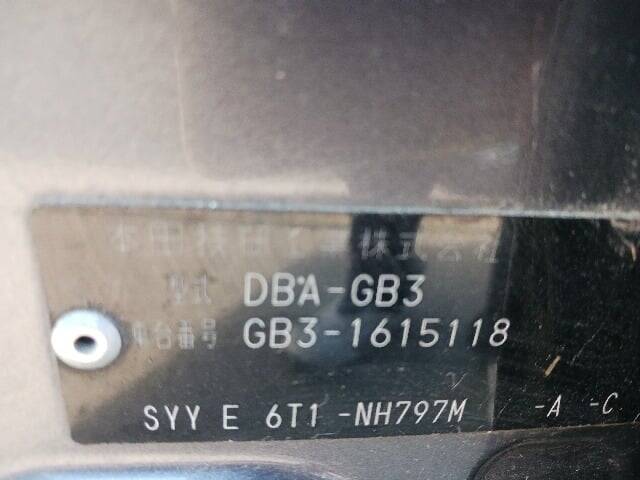 本田技研工業株式会社
型式 DBA-GB3
車台番号 GB3-1615118
SYY E 6T1 -NH797M -A -C